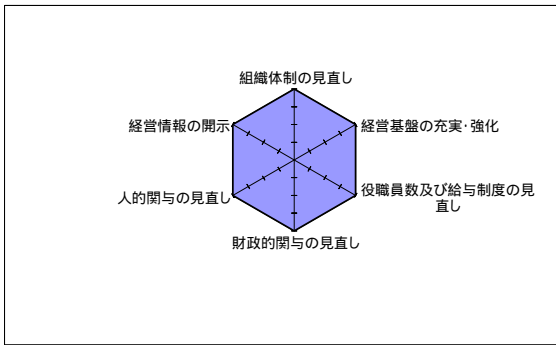 組織体制の見直し
経営情報の開示
経営基盤の充実・強化
人的関与の見直し
役職員数及び給与制度の見
直し
財政的関与の見直し